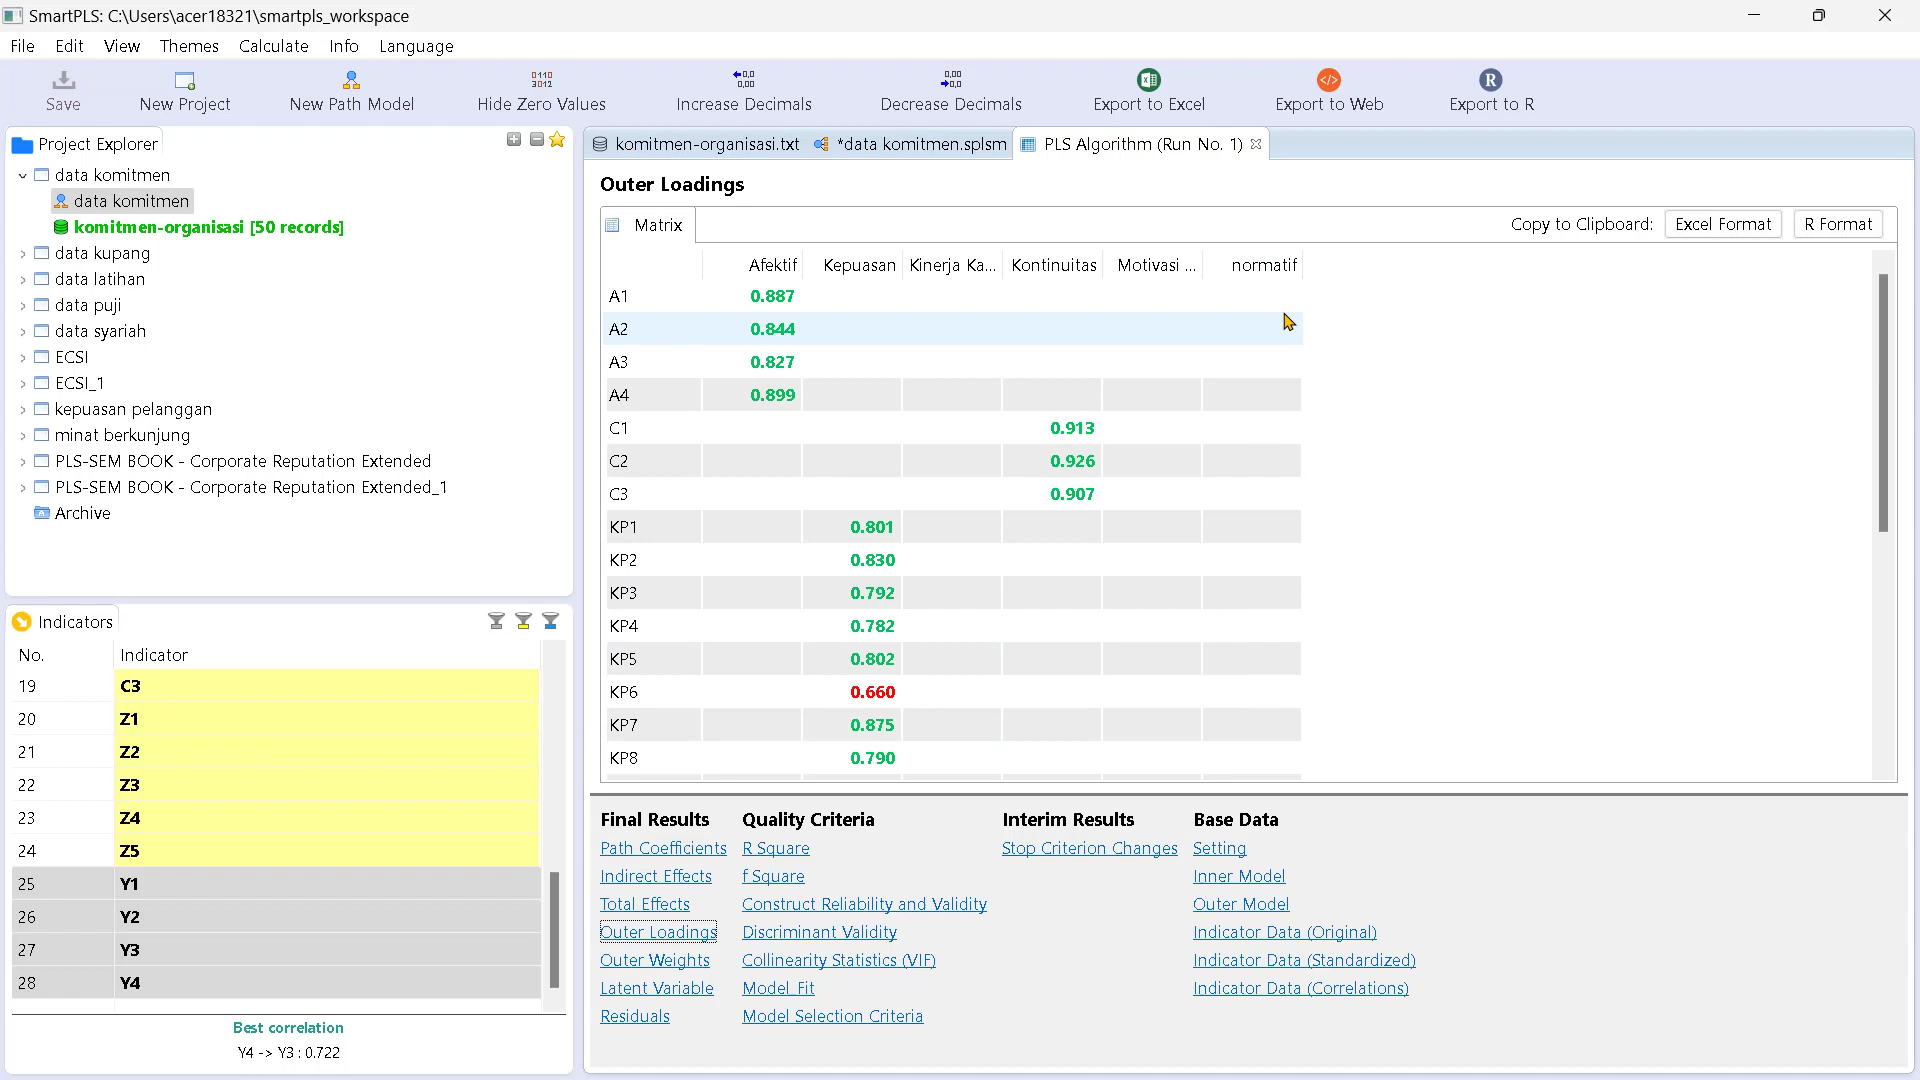 SmartPLS: C:\Users\acer18321\smartpls_workspace
File Edit View Themes Calculate Info Language
Save New Project New Path Model Hide Zero Values Increase Decimals Decrease Decimals Export to Excel Export to Web Export to R
Project Explorer
data komitmen
data komitmen
komitmen-organisasi [50 records]
data kupang
data latihan
data puji
data syariah
ECSI
ECSI_1
kepuasan pelanggan
minat berkunjung
PLS-SEM BOOK - Corporate Reputation Extended
PLS-SEM BOOK - Corporate Reputation Extended_1
Archive
Indicators
No. Indicator
19 C3
20 Z1
21 Z2
22 Z3
23 Z4
24 Z5
25 Y1
26 Y2
27 Y3
28 Y4
Best correlation
Y4 -> Y3 : 0.722
komitmen-organisasi.txt *data komitmen.splsm PLS Algorithm (Run No. 1)
Outer Loadings
Matrix Copy to Clipboard: Excel Format R Format
Afektif Kepuasan Kinerja Ka... Kontinuitas Motivasi ... normatif
A1 0.887
A2 0.844
A3 0.827
A4 0.899
C1 0.913
C2 0.926
C3 0.907
KP1 0.801
KP2 0.830
KP3 0.792
KP4 0.782
KP5 0.802
KP6 0.660
KP7 0.875
KP8 0.790
Final Results Quality Criteria Interim Results Base Data
Path Coefficients R Square Stop Criterion Changes Setting
Indirect Effects f Square Inner Model
Total Effects Construct Reliability and Validity Outer Model
Outer Loadings Discriminant Validity Indicator Data (Original)
Outer Weights Collinearity Statistics (VIF) Indicator Data (Standardized)
Latent Variable Model_Fit Indicator Data (Correlations)
Residuals Model Selection Criteria